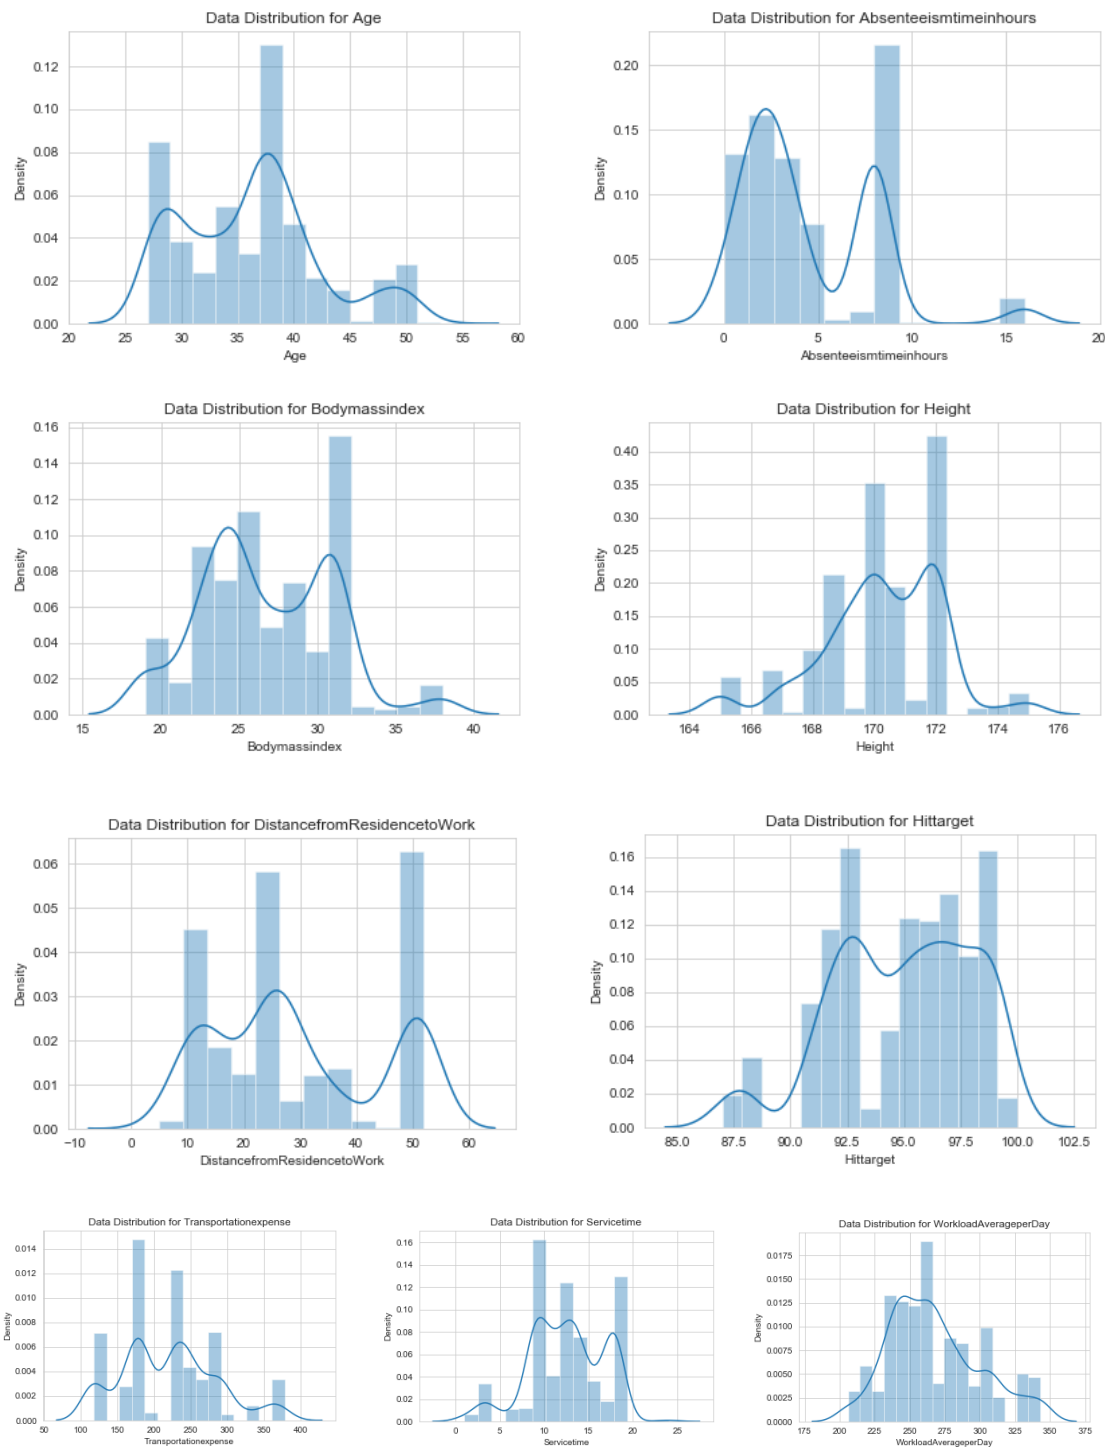 Data Distribution for Age
0.12
0.10
0.08
0.06
0.04
0.02
0.00
Density
20 25 30 35 40 45 50 55 60
Age
Data Distribution for Absenteeismtimeinhours
0.20
0.15
0.10
0.05
0.00
Density
0 5 10 15 20
Absenteeismtimeinhours
Data Distribution for Bodymassindex
0.16
0.14
0.12
0.10
0.08
0.06
0.04
0.02
0.00
Density
15 20 25 30 35 40
Bodymassindex
Data Distribution for Height
0.40
0.35
0.30
0.25
0.20
0.15
0.10
0.05
0.00
Density
164 166 168 170 172 174 176
Height
Data Distribution for DistancefromResidencetoWork
0.06
0.05
0.04
0.03
0.02
0.01
0.00
Density
−10 0 10 20 30 40 50 60
DistancefromResidencetoWork
Data Distribution for Hittarget
0.16
0.14
0.12
0.10
0.08
0.06
0.04
0.02
0.00
Density
85.0 87.5 90.0 92.5 95.0 97.5 100.0 102.5
Hittarget
Data Distribution for Transportationexpense
0.014
0.012
0.010
0.008
0.006
0.004
0.002
0.000
Density
50 100 150 200 250 300 350 400
Transportationexpense
Data Distribution for Servicetime
0.16
0.14
0.12
0.10
0.08
0.06
0.04
0.02
0.00
Density
0 5 10 15 20 25
Servicetime
Data Distribution for WorkloadAverageperDay
0.0175
0.0150
0.0125
0.0100
0.0075
0.0050
0.0025
0.0000
Density
175 200 225 250 275 300 325 350 375
WorkloadAverageperDay